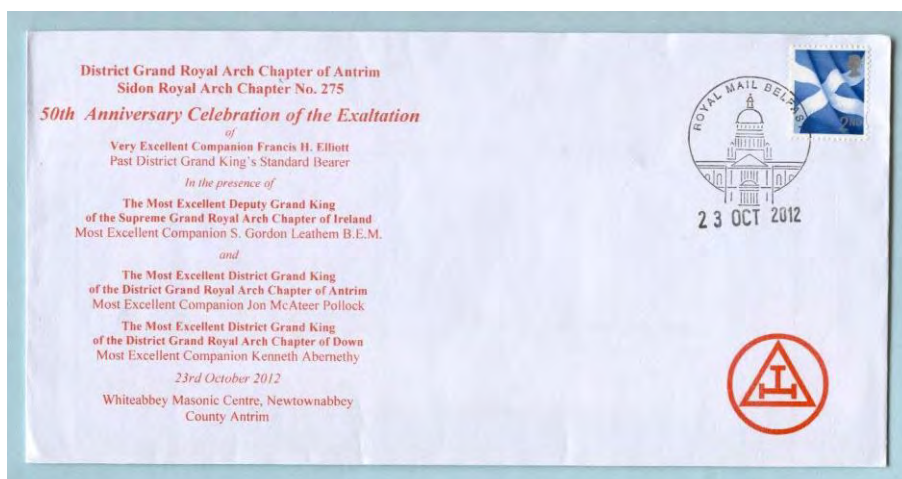 District Grand Royal Arch Chapter of Antrim
Sidon Royal Arch Chapter No. 275
50th Anniversary Celebration of the Exaltation
of
Very Excellent Companion Francis H. Elliott
Past District Grand King's Standard Bearer
In the presence of
The Most Excellent Deputy Grand King
of the Supreme Grand Royal Arch Chapter of Ireland
Most Excellent Companion S. Gordon Leathem B.E.M.
and
The Most Excellent District Grand King
of the District Grand Royal Arch Chapter of Antrim
Most Excellent Companion Jon McAteer Pollock
The Most Excellent District Grand King
of the District Grand Royal Arch Chapter of Down
Most Excellent Companion Kenneth Abernethy
23rd October 2012
Whiteabbey Masonic Centre, Newtownabbey
County Antrim
ROYAL MAIL BELFAS
23 OCT 2012